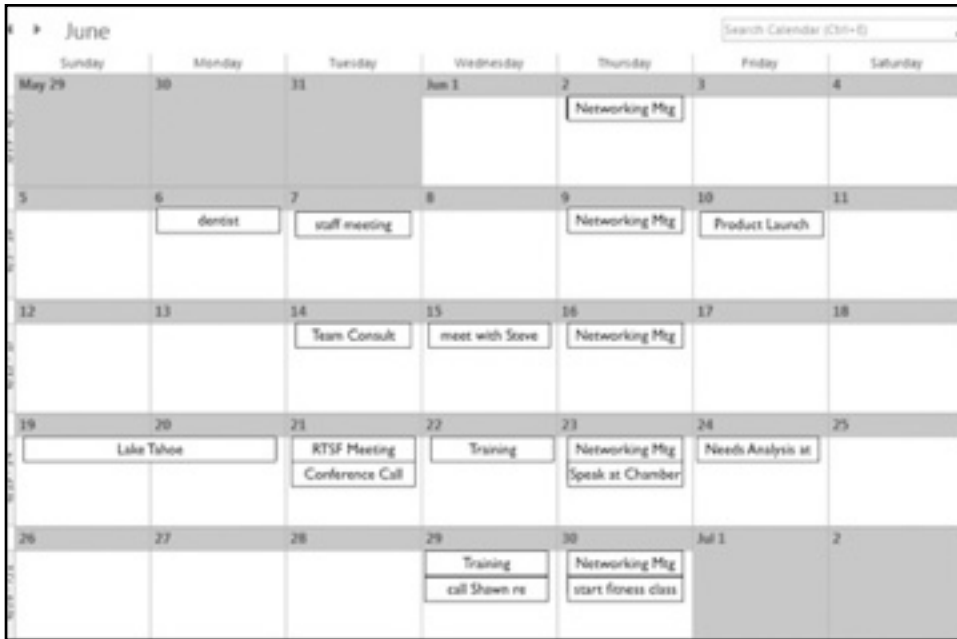 June
Search Calendar (Ctrl+E)
Sunday Monday Tuesday Wednesday Thursday Friday Saturday
May 29 30 31 Jun 1 2 3 4
Networking Mtg
5 6 7 8 9 10 11
dentist staff meeting Networking Mtg Product Launch
12 13 14 15 16 17 18
Team Consult meet with Steve Networking Mtg
19 20 21 22 23 24 25
Lake Tahoe RTSF Meeting Training Networking Mtg Needs Analysis at
Conference Call Speak at Chamber
26 27 28 29 30 Jul 1 2
Training Networking Mtg
call Shawn re start fitness class